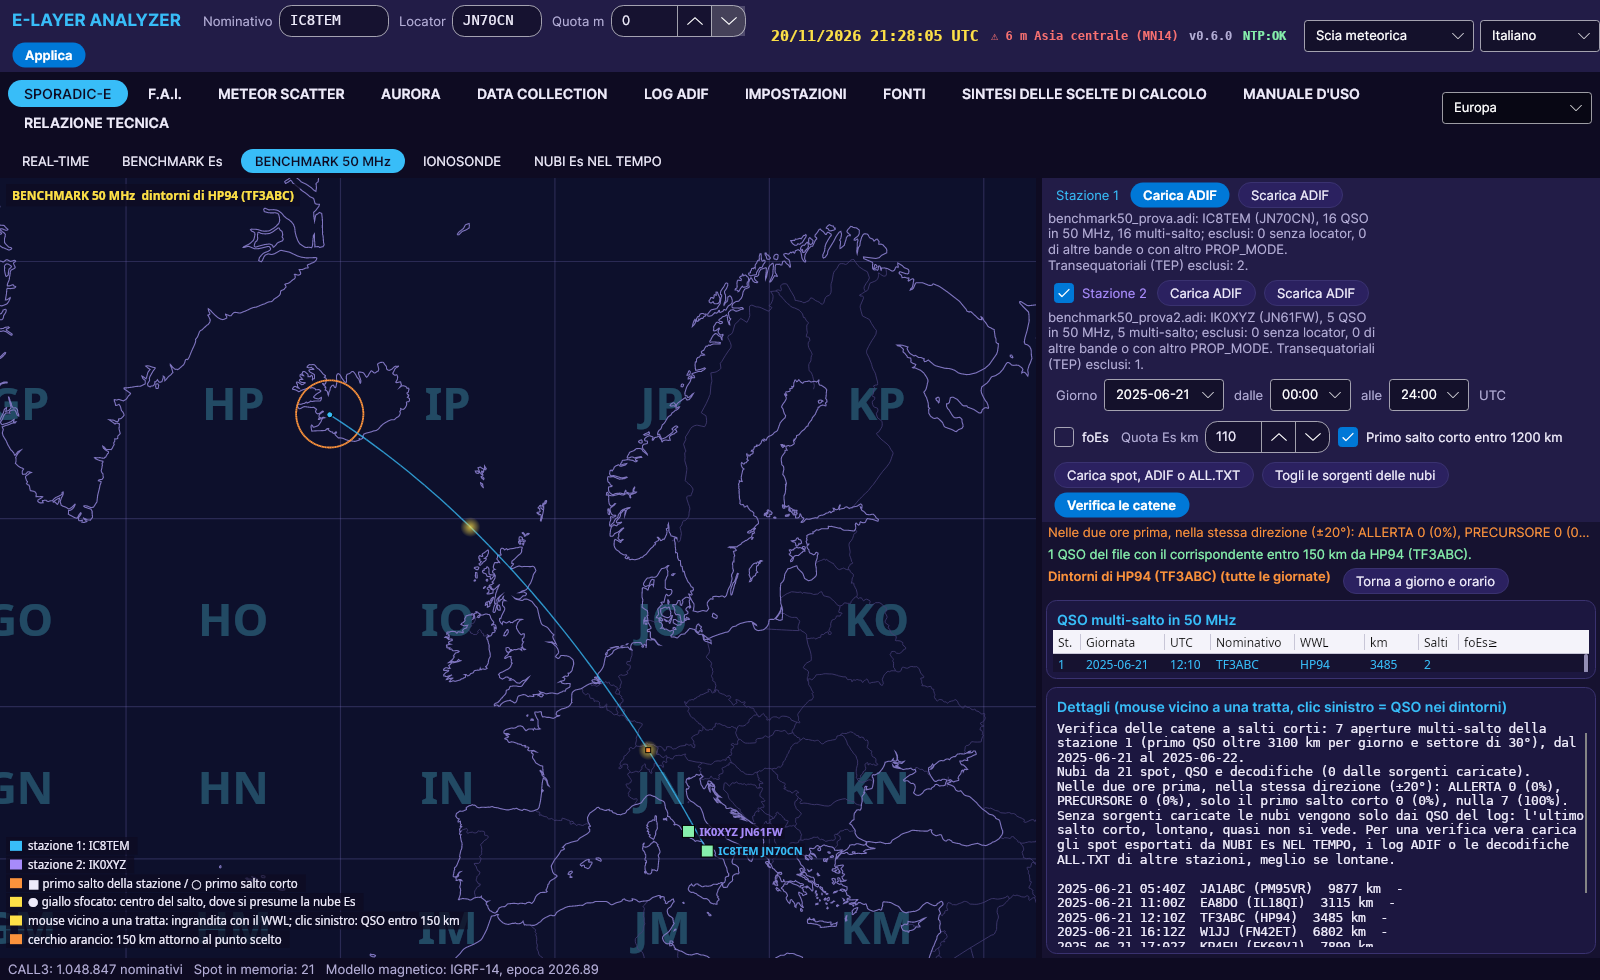 E-LAYER ANALYZER Nominativo IC8TEM Locator JN70CN Quota m 0
20/11/2026 21:28:05 UTC ⚠ 6 m Asia centrale (MN14) v0.6.0 NTP:OK Scia meteorica Italiano
Applica
SPORADIC-E F.A.I. METEOR SCATTER AURORA DATA COLLECTION LOG ADIF IMPOSTAZIONI FONTI SINTESI DELLE SCELTE DI CALCOLO MANUALE D'USO
RELAZIONE TECNICA
Europa
REAL-TIME BENCHMARK Es BENCHMARK 50 MHz IONOSONDE NUBI Es NEL TEMPO
BENCHMARK 50 MHz dintorni di HP94 (TF3ABC)
GP HP IP JP KP
GO HO IO JO KO
GN HN IN JN KN
IM JM KM
IK0XYZ JN61FW
IC8TEM JN70CN
stazione 1: IC8TEM
stazione 2: IK0XYZ
■ primo salto della stazione / ○ primo salto corto
● giallo sfocato: centro del salto, dove si presume la nube Es
mouse vicino a una tratta: ingrandita con il WWL; clic sinistro: QSO entro 150 km
cerchio arancio: 150 km attorno al punto scelto
Stazione 1 Carica ADIF Scarica ADIF
benchmark50_prova.adi: IC8TEM (JN70CN), 16 QSO
in 50 MHz, 16 multi-salto; esclusi: 0 senza locator, 0
di altre bande o con altro PROP_MODE.
Transequatoriali (TEP) esclusi: 2.
Stazione 2 Carica ADIF Scarica ADIF
benchmark50_prova2.adi: IK0XYZ (JN61FW), 5 QSO
in 50 MHz, 5 multi-salto; esclusi: 0 senza locator, 0 di
altre bande o con altro PROP_MODE. Transequatoriali
(TEP) esclusi: 1.
Giorno 2025-06-21 dalle 00:00 alle 24:00 UTC
foEs Quota Es km 110 Primo salto corto entro 1200 km
Carica spot, ADIF o ALL.TXT Togli le sorgenti delle nubi
Verifica le catene
Nelle due ore prima, nella stessa direzione (±20°): ALLERTA 0 (0%), PRECURSORE 0 (0...
1 QSO del file con il corrispondente entro 150 km da HP94 (TF3ABC).
Dintorni di HP94 (TF3ABC) (tutte le giornate) Torna a giorno e orario
QSO multi-salto in 50 MHz
St. Giornata UTC Nominativo WWL km Salti foEs≥
1 2025-06-21 12:10 TF3ABC HP94 3485 2
Dettagli (mouse vicino a una tratta, clic sinistro = QSO nei dintorni)
Verifica delle catene a salti corti: 7 aperture multi-salto della
stazione 1 (primo QSO oltre 3100 km per giorno e settore di 30°), dal
2025-06-21 al 2025-06-22.
Nubi da 21 spot, QSO e decodifiche (0 dalle sorgenti caricate).
Nelle due ore prima, nella stessa direzione (±20°): ALLERTA 0 (0%),
PRECURSORE 0 (0%), solo il primo salto corto 0 (0%), nulla 7 (100%).
Senza sorgenti caricate le nubi vengono solo dai QSO del log: l'ultimo
salto corto, lontano, quasi non si vede. Per una verifica vera carica
gli spot esportati da NUBI Es NEL TEMPO, i log ADIF o le decodifiche
ALL.TXT di altre stazioni, meglio se lontane.
2025-06-21 05:40Z JA1ABC (PM95VR) 9877 km -
2025-06-21 11:00Z EA8DO (IL18QI) 3115 km -
2025-06-21 12:10Z TF3ABC (HP94) 3485 km -
2025-06-21 16:12Z W1JJ (FN42ET) 6802 km -
2025-06-21 17:02Z KP4EU (FK68VJ) 7899 km
CALL3: 1.048.847 nominativi Spot in memoria: 21 Modello magnetico: IGRF-14, epoca 2026.89